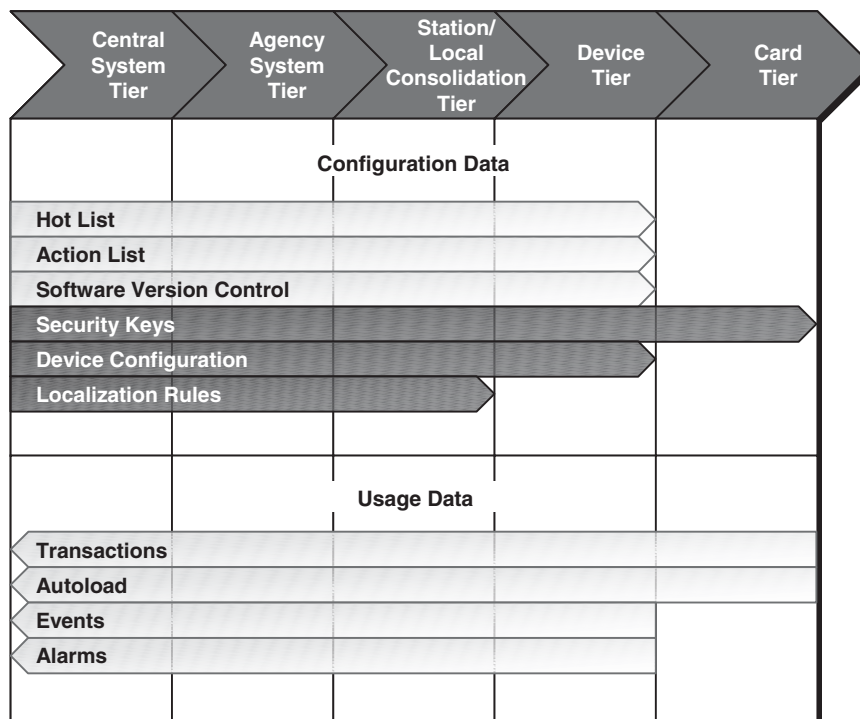 Central
System
Tier
Agency
System
Tier
Station/
Local
Consolidation
Tier
Device
Tier
Card
Tier
Configuration Data
Hot List
Action List
Software Version Control
Security Keys
Device Configuration
Localization Rules
Usage Data
Transactions
Autoload
Events
Alarms